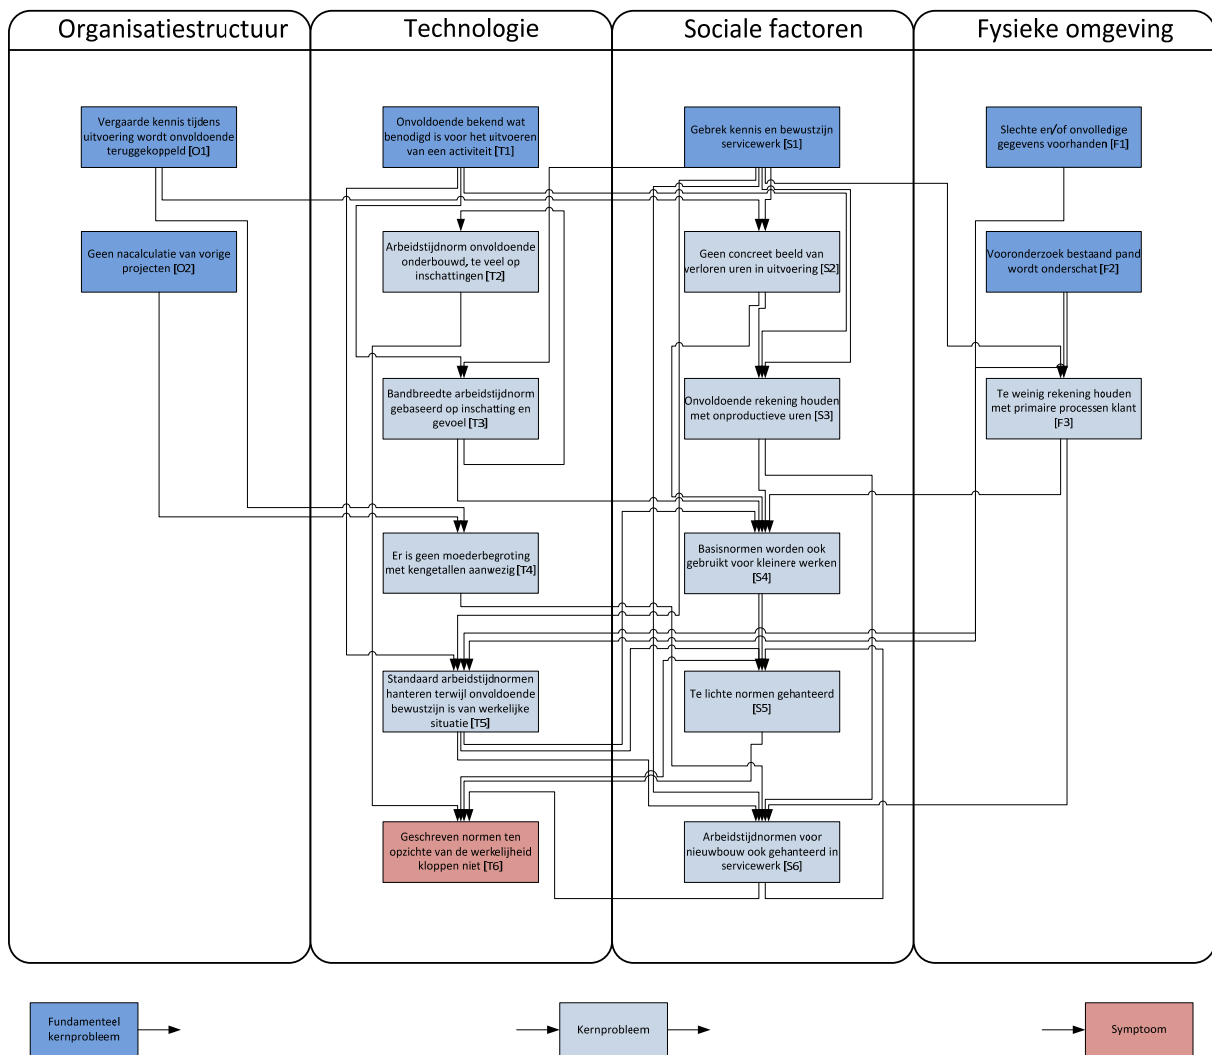 Organisatiestructuur
Technologie
Sociale factoren
Fysieke omgeving
Vergaarde kennis tijdens
uitvoering wordt onvoldoende
teruggekoppeld [O1]
Onvoldoende bekend wat
benodigd is voor het uitvoeren
van een activiteit [T1]
Gebrek kennis en bewustzijn
servicewerk [S1]
Slechte en/of onvolledige
gegevens voorhanden [F1]
Geen nacalculatie van vorige
projecten [O2]
Arbeidstijdnorm onvoldoende
onderbouwd, te veel op
inschattingen [T2]
Geen concreet beeld van
verloren uren in uitvoering [S2]
Vooronderzoek bestaand pand
wordt onderschat [F2]
Bandbreedte arbeidstijdnorm
gebaseerd op inschatting en
gevoel [T3]
Onvoldoende rekening houden
met onproductieve uren [S3]
Te weinig rekening houden
met primaire processen klant
[F3]
Er is geen moederbegroting
met kengetallen aanwezig [T4]
Basisnormen worden ook
gebruikt voor kleinere werken
[S4]
Standaard arbeidstijdnormen
hanteren terwijl onvoldoende
bewustzijn is van werkelijke
situatie [T5]
Te lichte normen gehanteerd
[S5]
Geschreven normen ten
opzichte van de werkelijheid
kloppen niet [T6]
Arbeidstijdnormen voor
nieuwbouw ook gehanteerd in
servicewerk [S6]
Fundamenteel
kernprobleem
Kernprobleem
Symptoom